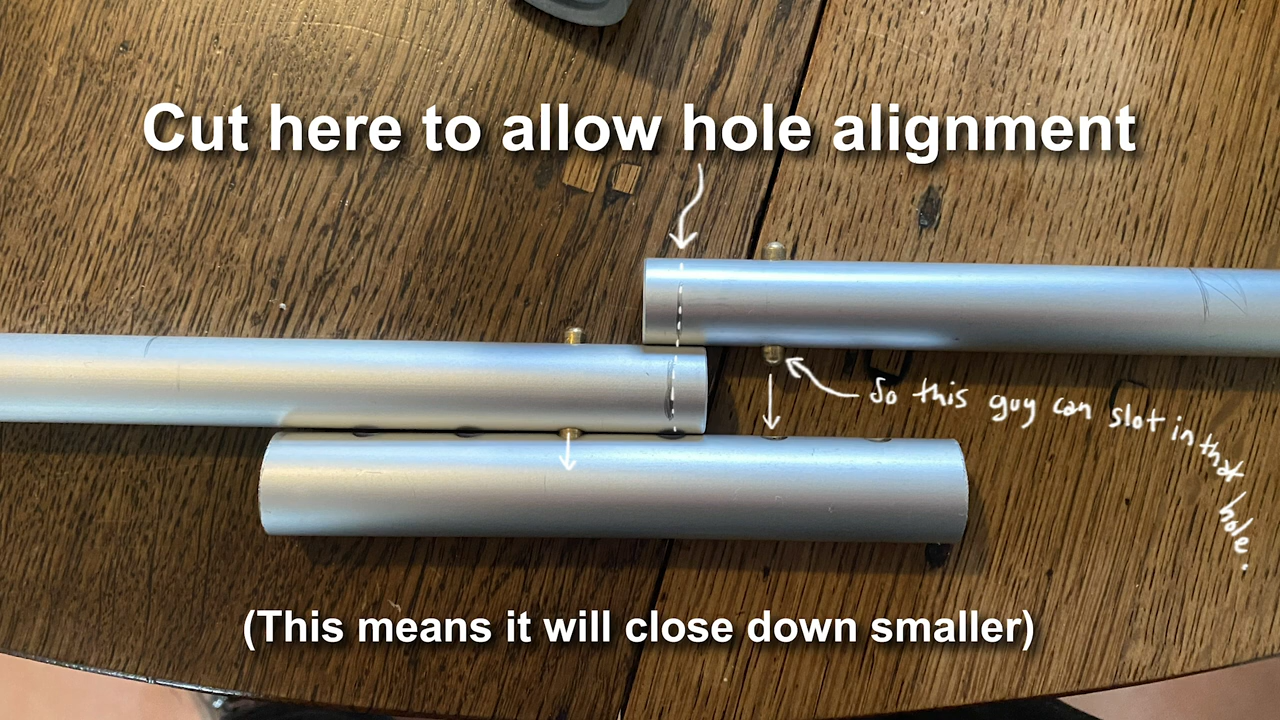 Cut here to allow hole alignment
So this guy can slot in that hole.
(This means it will close down smaller)